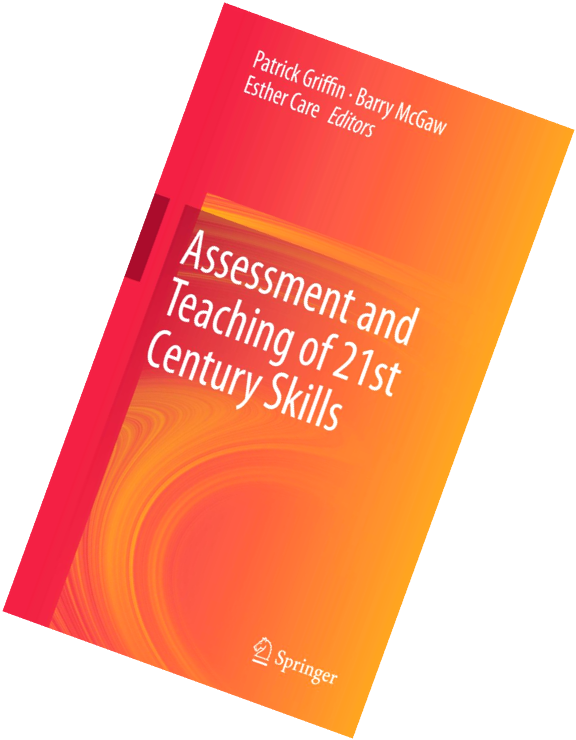 Patrick Griffin · Barry McGaw
Esther Care Editors
Assessment and
Teaching of 21st
Century Skills
Springer